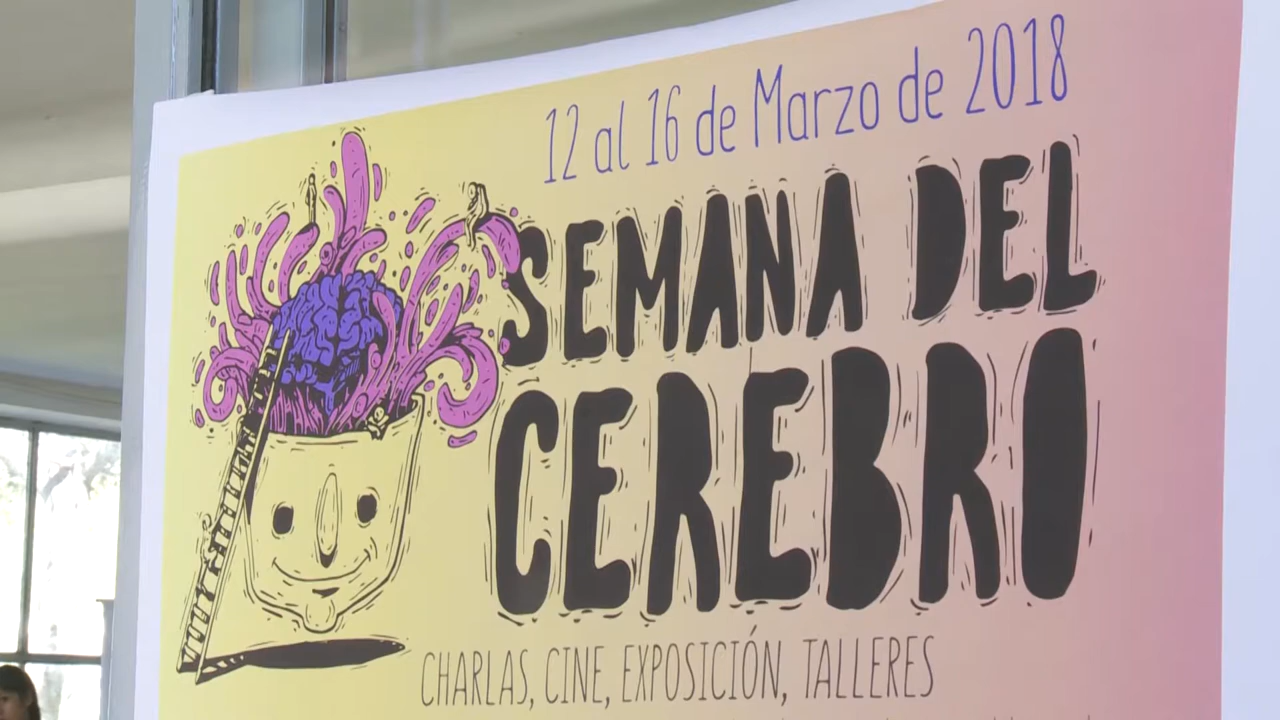 12 al 16 de Marzo de 2018
SEMANA DEL
CEREBRO
CHARLAS, CINE, EXPOSICIÓN, TALLERES